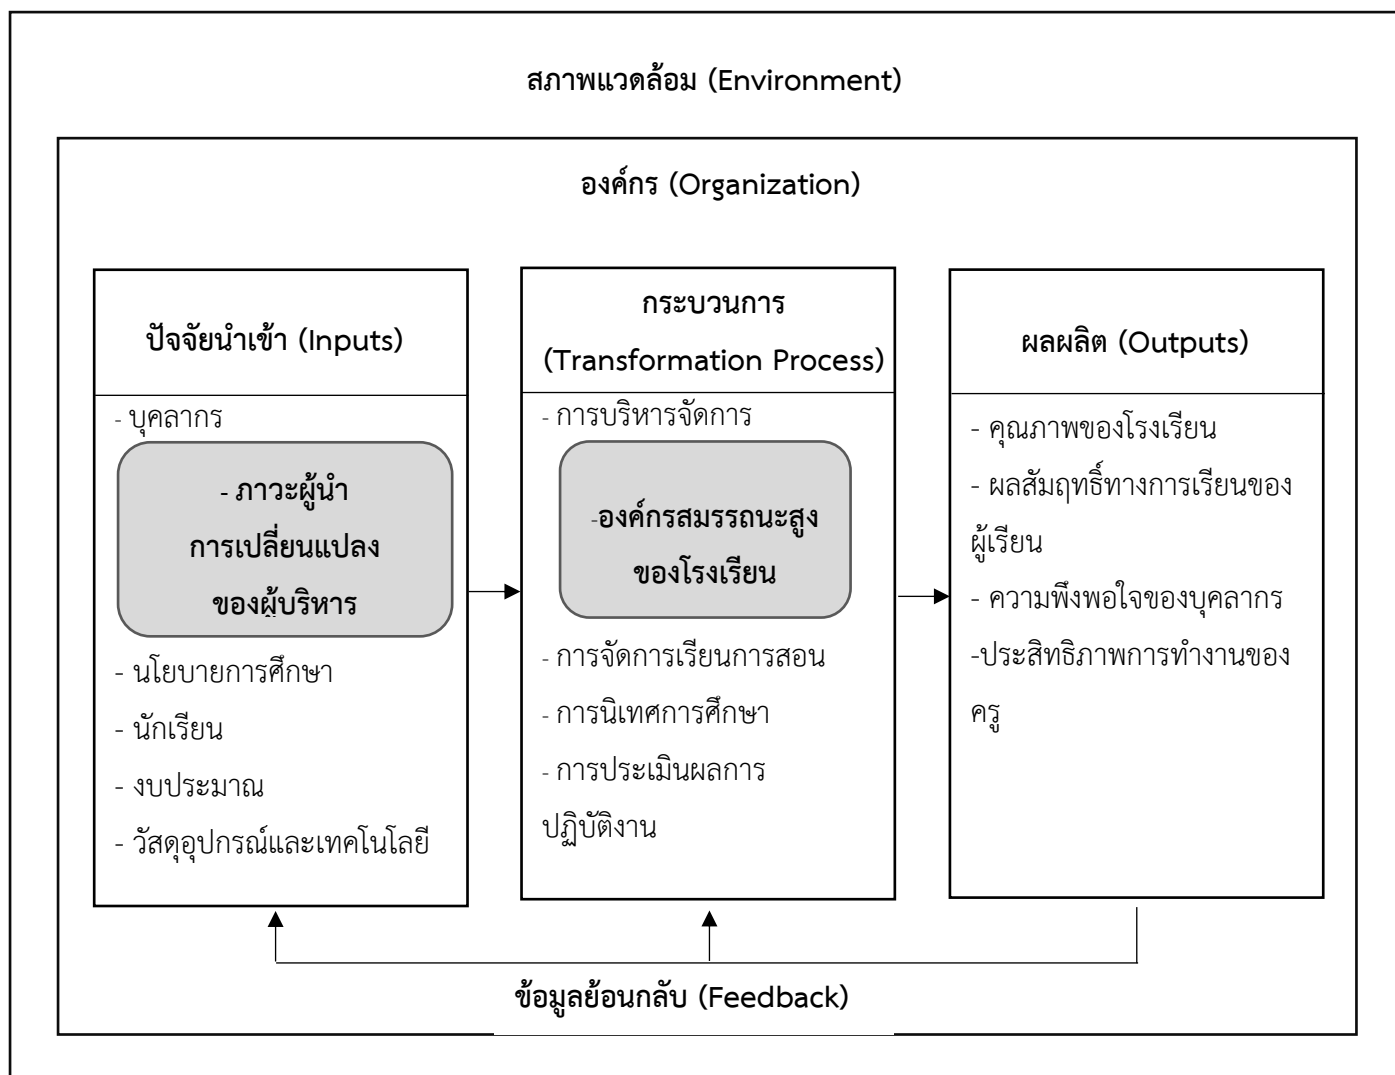 สภาพแวดล้อม (Environment)
องค์กร (Organization)
ปัจจัยนำเข้า (Inputs)
- บุคลากร
- ภาวะผู้นำ
การเปลี่ยนแปลง
ของผู้บริหาร
- นโยบายการศึกษา
- นักเรียน
- งบประมาณ
- วัสดุอุปกรณ์และเทคโนโลยี
กระบวนการ
(Transformation Process)
- การบริหารจัดการ
-องค์กรสมรรถนะสูง
ของโรงเรียน
- การจัดการเรียนการสอน
- การนิเทศการศึกษา
- การประเมินผลการ
ปฏิบัติงาน
ผลผลิต (Outputs)
- คุณภาพของโรงเรียน
- ผลสัมฤทธิ์ทางการเรียนของ
ผู้เรียน
- ความพึงพอใจของบุคลากร
-ประสิทธิภาพการทำงานของ
ครู
ข้อมูลย้อนกลับ (Feedback)